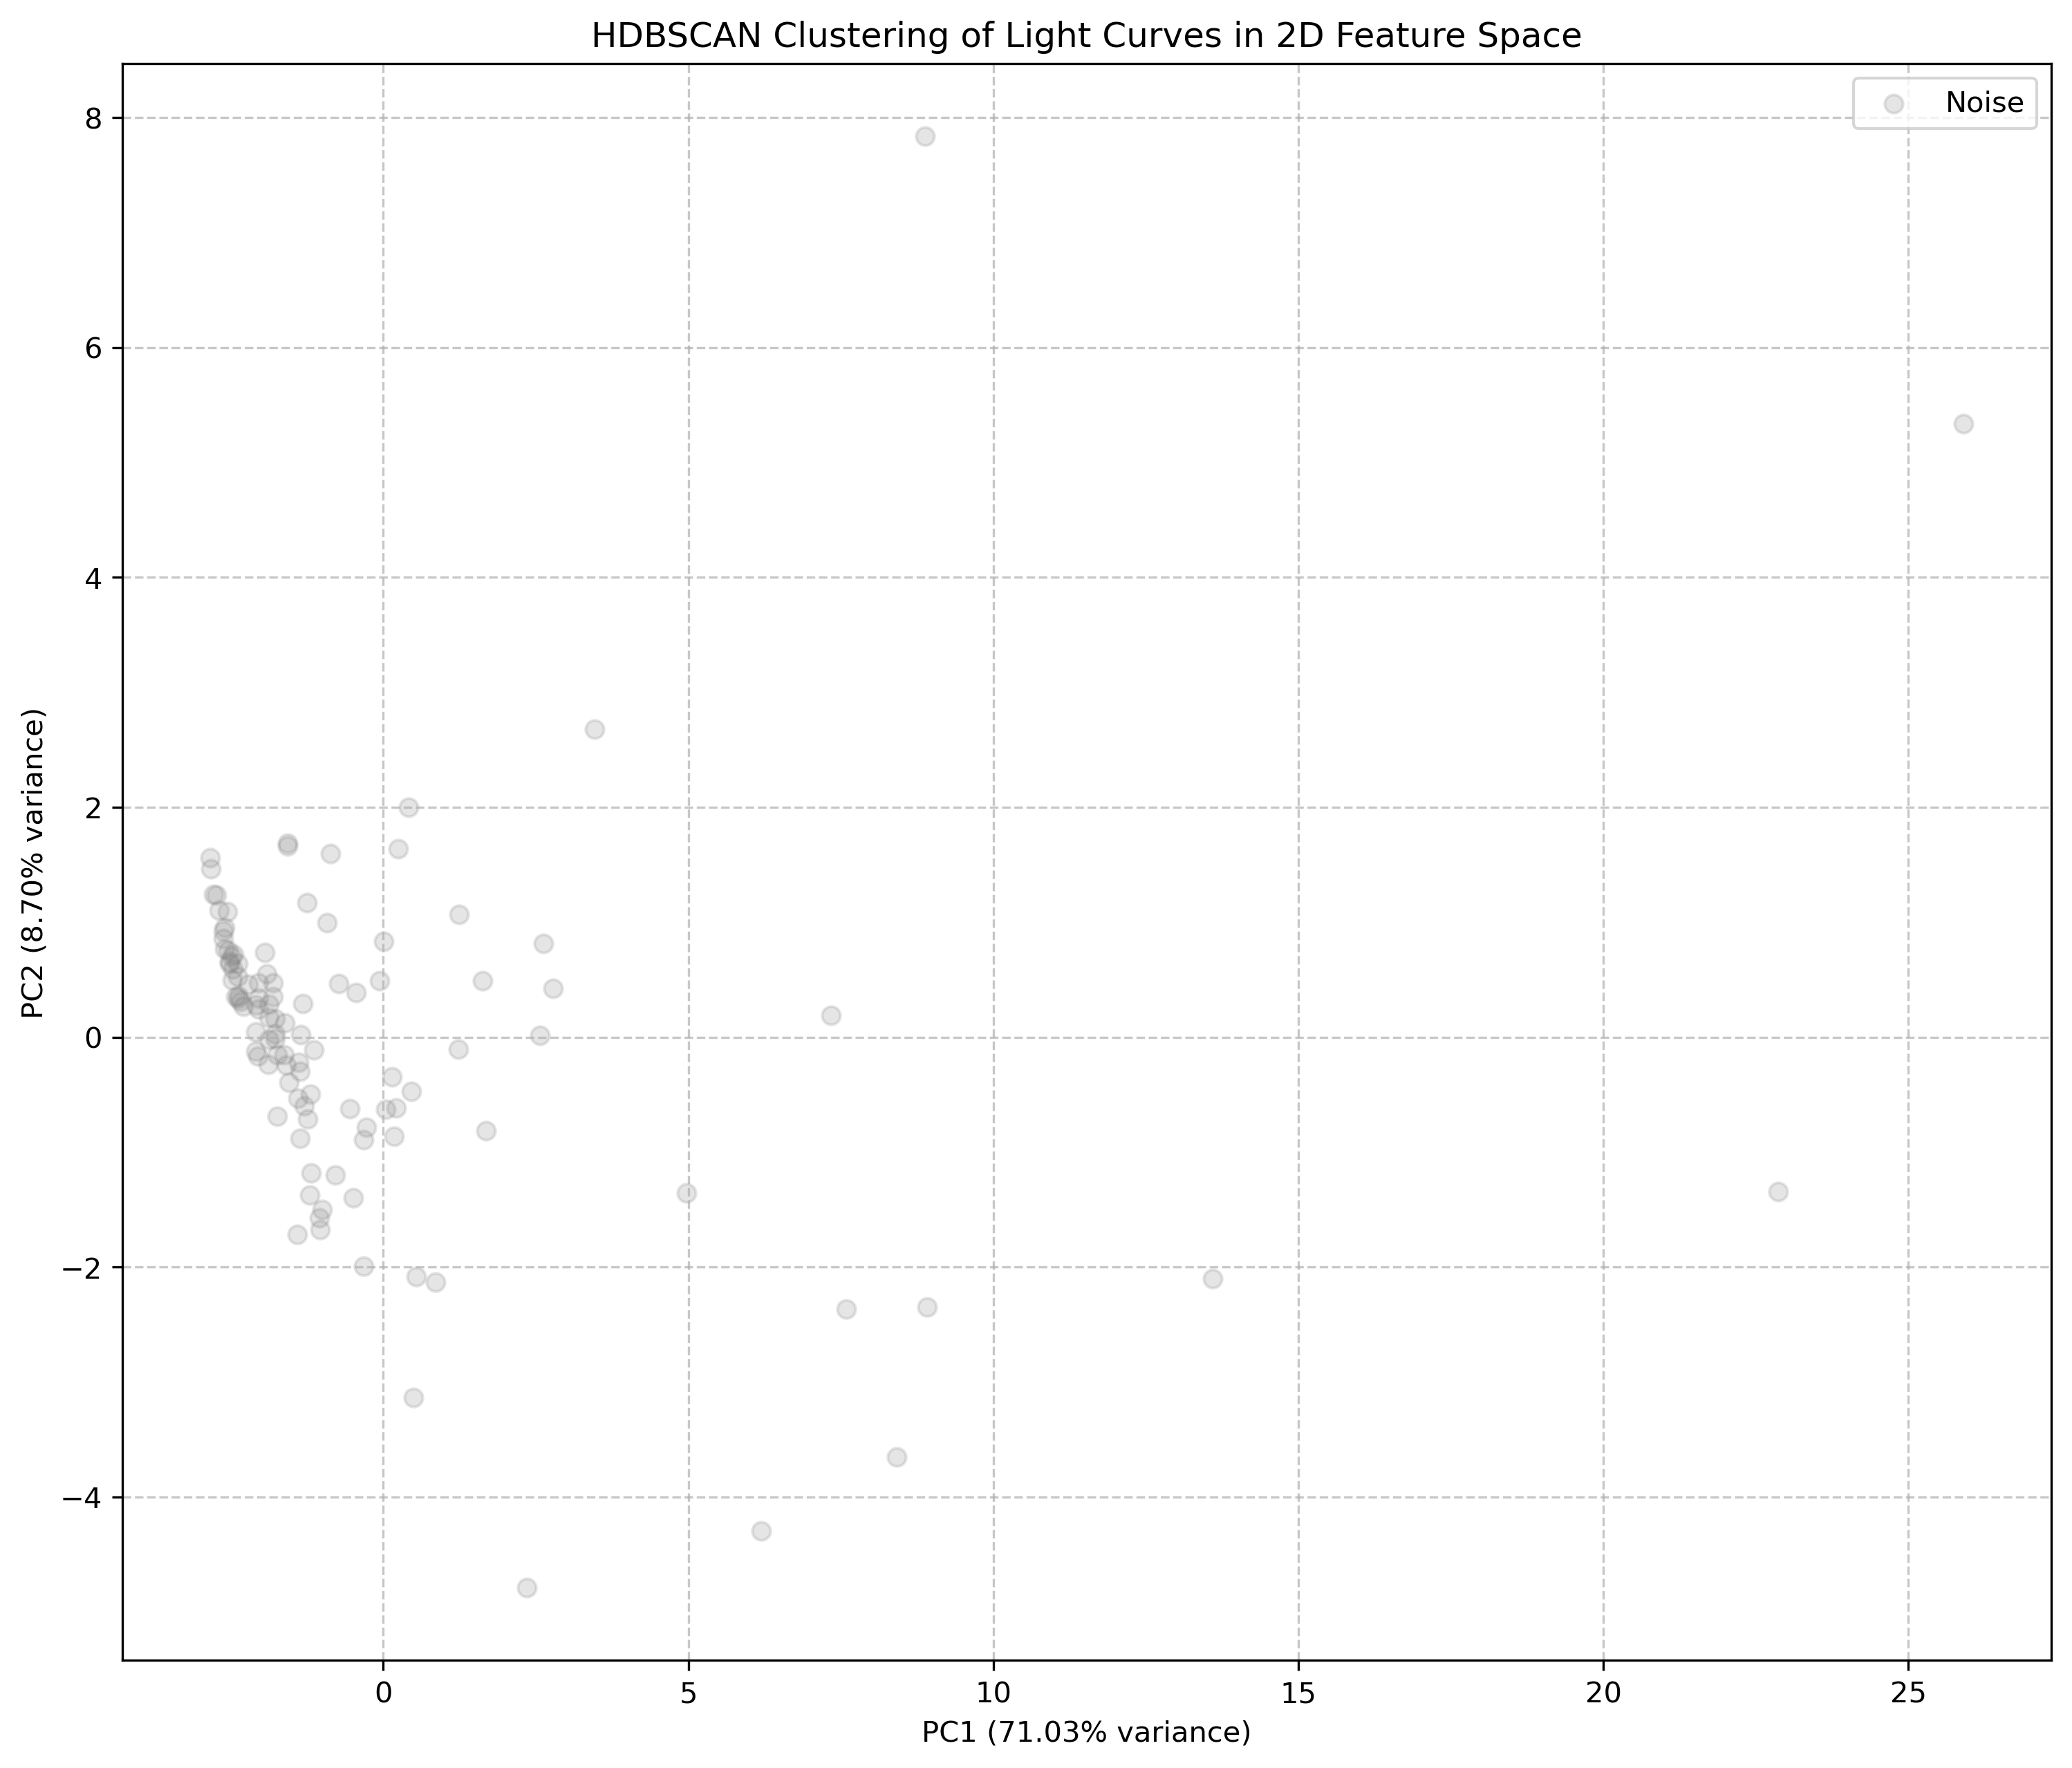 HDBSCAN Clustering of Light Curves in 2D Feature Space
Noise
8
6
4
2
0
−2
−4
PC2 (8.70% variance)
0 5 10 15 20 25
PC1 (71.03% variance)